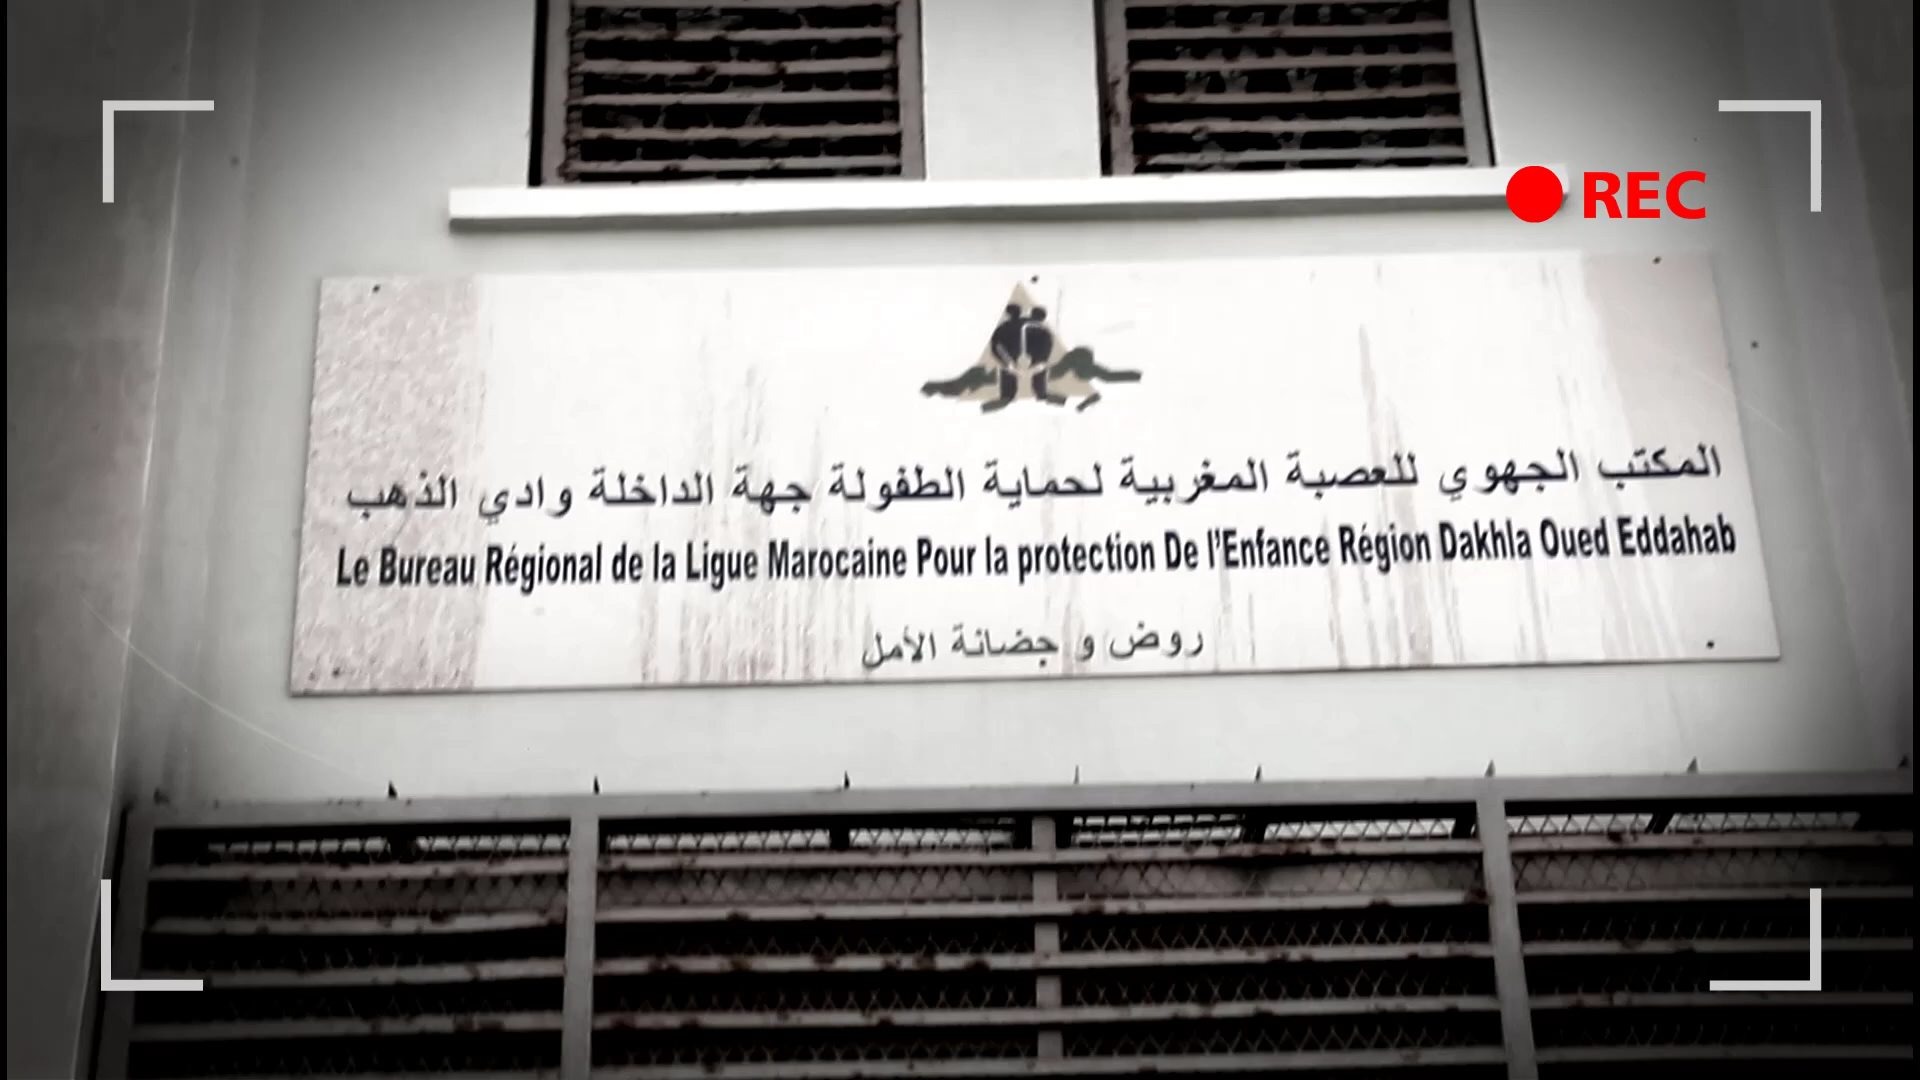 REC
المكتب الجهوي للعصبة المغربية لحماية الطفولة جهة الداخلة وادي الذهب
Le Bureau Régional de la Ligue Marocaine Pour la protection De l'Enfance Région Dakhla Oued Eddahab
روض و حضانة الأمل